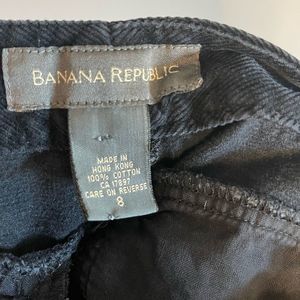 BANANA REPUBLIC
MADE IN
HONG KONG
100% COTTON
CA 17897
CARE ON REVERSE
8